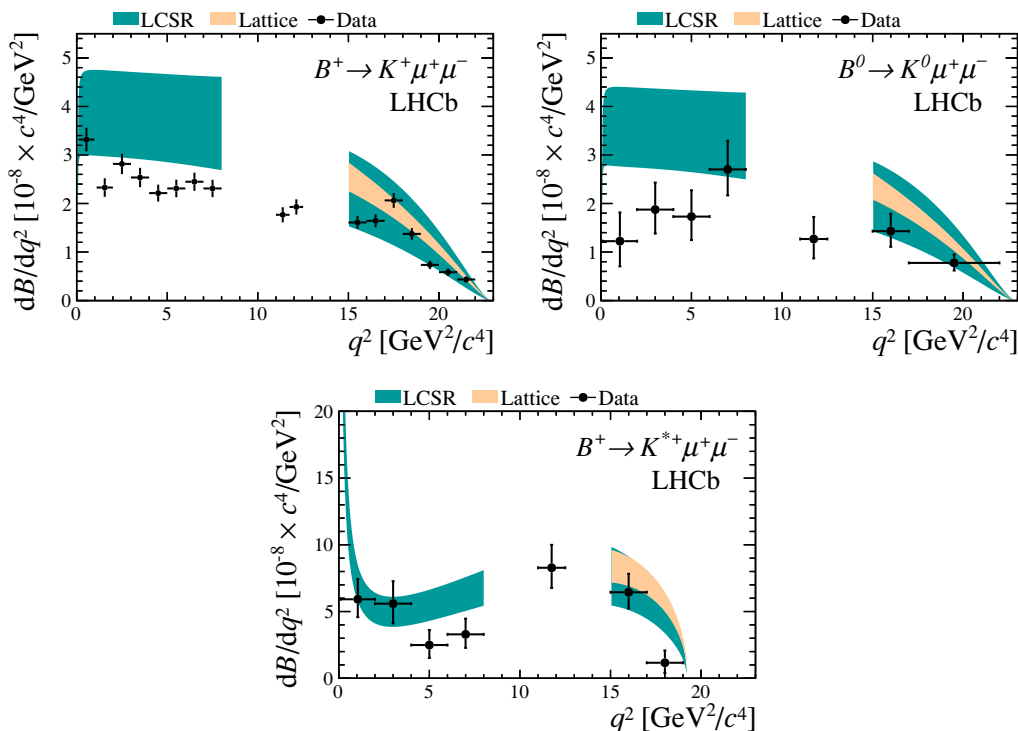 LCSR Lattice Data
dB/dq² [10⁻⁸ × c⁴/GeV²]
5
4
3
2
1
0
B⁺ → K⁺μ⁺μ⁻
LHCb
0 5 10 15 20
q² [GeV²/c⁴]
LCSR Lattice Data
dB/dq² [10⁻⁸ × c⁴/GeV²]
5
4
3
2
1
0
B⁰ → K⁰μ⁺μ⁻
LHCb
0 5 10 15 20
q² [GeV²/c⁴]
LCSR Lattice Data
dB/dq² [10⁻⁸ × c⁴/GeV²]
20
15
10
5
0
B⁺ → K*⁺μ⁺μ⁻
LHCb
0 5 10 15 20
q² [GeV²/c⁴]